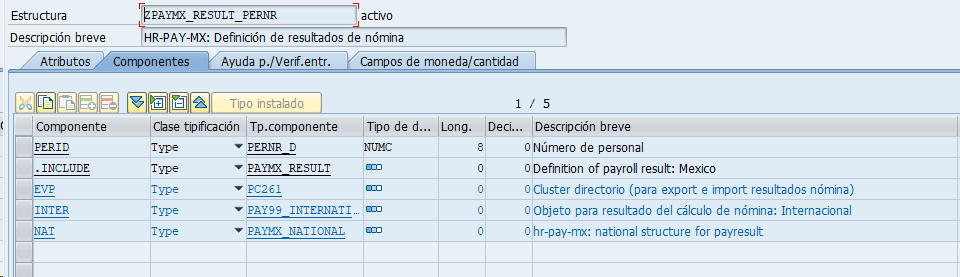 Estructura ZPAYMX_RESULT_PERNR activo
Descripción breve HR-PAY-MX: Definición de resultados de nómina
Atributos Componentes Ayuda p./Verif.entr. Campos de moneda/cantidad
Tipo instalado 1 / 5
Componente Clase tipificación Tp.componente Tipo de d... Long. Deci... Descripción breve
PERID Type PERNR_D NUMC 8 0 Número de personal
.INCLUDE Type PAYMX_RESULT 0 0 Definition of payroll result: Mexico
EVP Type PC261 0 0 Cluster directorio (para export e import resultados nómina)
INTER Type PAY99_INTERNATI... 0 0 Objeto para resultado del cálculo de nómina: Internacional
NAT Type PAYMX_NATIONAL 0 0 hr-pay-mx: national structure for payresult